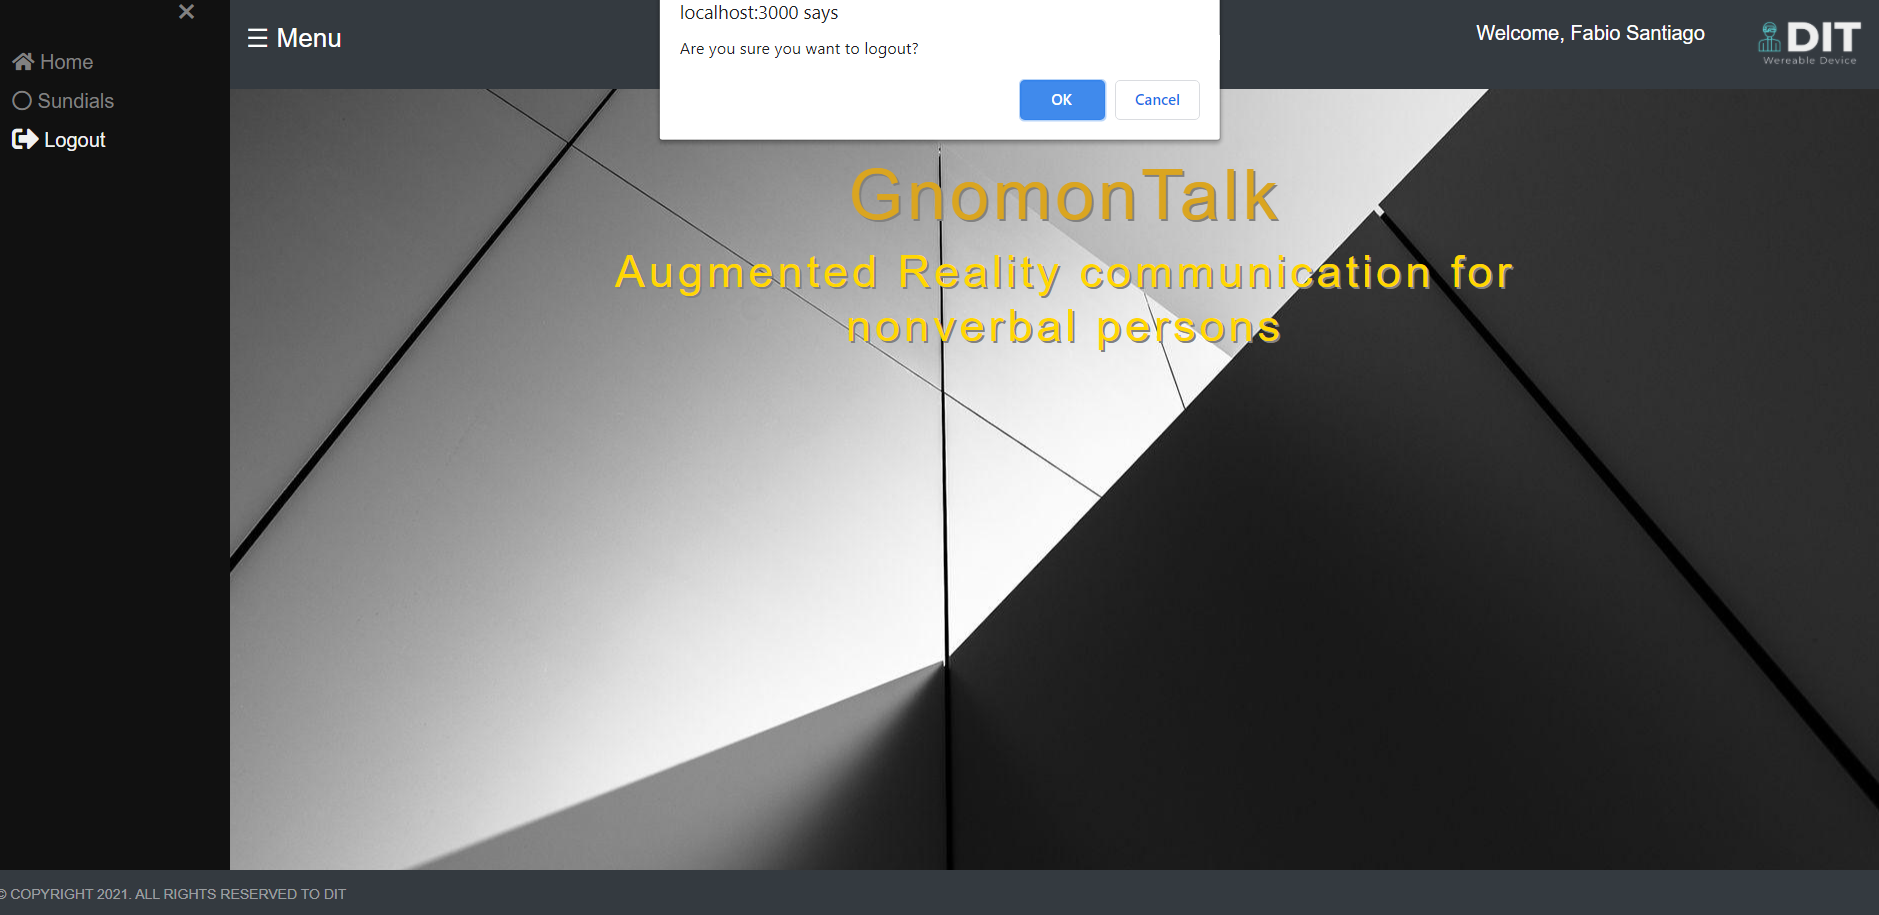 localhost:3000 says
Are you sure you want to logout?
OK
Cancel
×
Home
Sundials
Logout
☰ Menu
Welcome, Fabio Santiago
DIT
Wereable Device
GnomonTalk
Augmented Reality communication for
nonverbal persons
© COPYRIGHT 2021. ALL RIGHTS RESERVED TO DIT